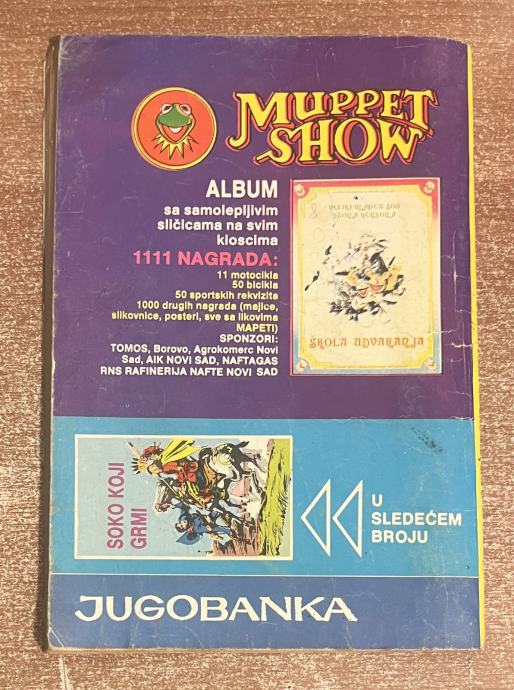 MUPPET
SHOW
ALBUM
sa samolepljivim
sličicama na svim
kioscima
1111 NAGRADA:
11 motocikla
50 bicikla
50 sportskih rekvizita
1000 drugih nagrada (majice,
slikovnice, posteri, sve sa likovima
MAPETI)
SPONZORI:
TOMOS, Borovo, Agrokomerc Novi
Sad, AIK NOVI SAD, NAFTAGAS
RNS RAFINERIJA NAFTE NOVI SAD
ŠKOLA UDVARANJA
SOKO KOJI
GRMI
U
SLEDEĆEM
BROJU
JUGOBANKA